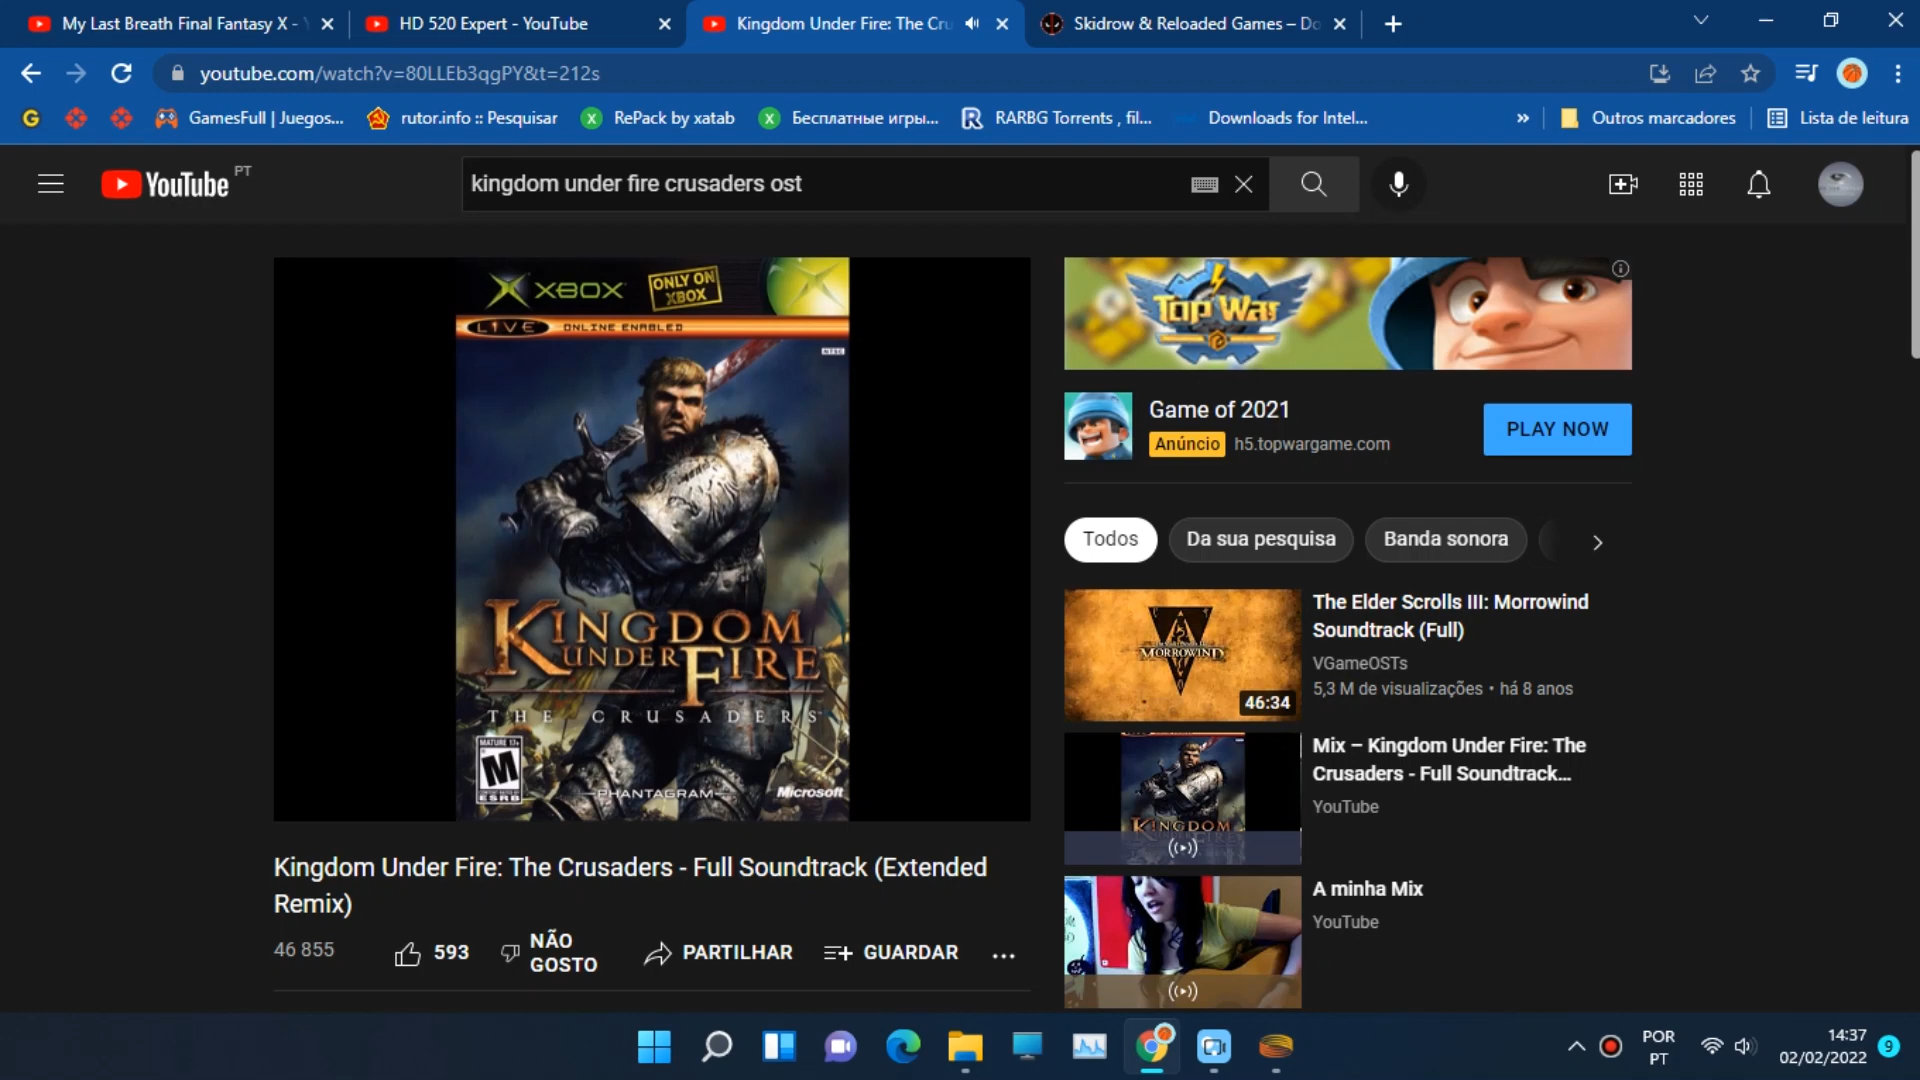 My Last Breath Final Fantasy X -
HD 520 Expert - YouTube
Kingdom Under Fire: The Cru
Skidrow & Reloaded Games – Do
youtube.com/watch?v=80LLEb3qgPY&t=212s
GamesFull | Juegos...
rutor.info :: Pesquisar
RePack by xatab
Бесплатные игры...
RARBG Torrents , fil...
Downloads for Intel...
»
Outros marcadores
Lista de leitura
YouTube PT
kingdom under fire crusaders ost
XBOX
ONLY ON
XBOX
LIVE ONLINE ENABLED
NTSC
KINGDOM
UNDER FIRE
THE CRUSADERS
MATURE 17+
M
CONTENT RATED BY
ESRB
PHANTAGRAM
Microsoft
Top War
Game of 2021
Anúncio h5.topwargame.com
PLAY NOW
Todos
Da sua pesquisa
Banda sonora
MORROWIND
46:34
The Elder Scrolls III: Morrowind
Soundtrack (Full)
VGameOSTs
5,3 M de visualizações • há 8 anos
KINGDOM
Mix – Kingdom Under Fire: The
Crusaders - Full Soundtrack...
YouTube
A minha Mix
YouTube
Kingdom Under Fire: The Crusaders - Full Soundtrack (Extended
Remix)
46 855
593
NÃO
GOSTO
PARTILHAR
GUARDAR
POR
PT
14:37
02/02/2022
9